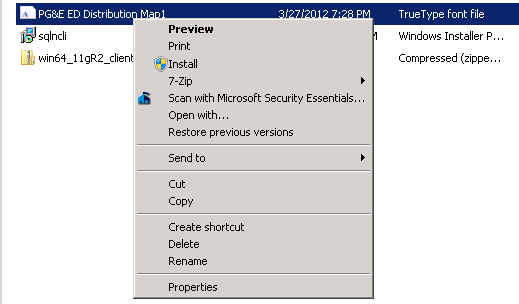 PG&E ED Distribution Map1 3/27/2012 7:28 PM TrueType font file
sqlncli M Windows Installer P...
win64_11gR2_client Compressed (zippe...
Preview
Print
Install
7-Zip
Scan with Microsoft Security Essentials...
Open with...
Restore previous versions
Send to
Cut
Copy
Create shortcut
Delete
Rename
Properties